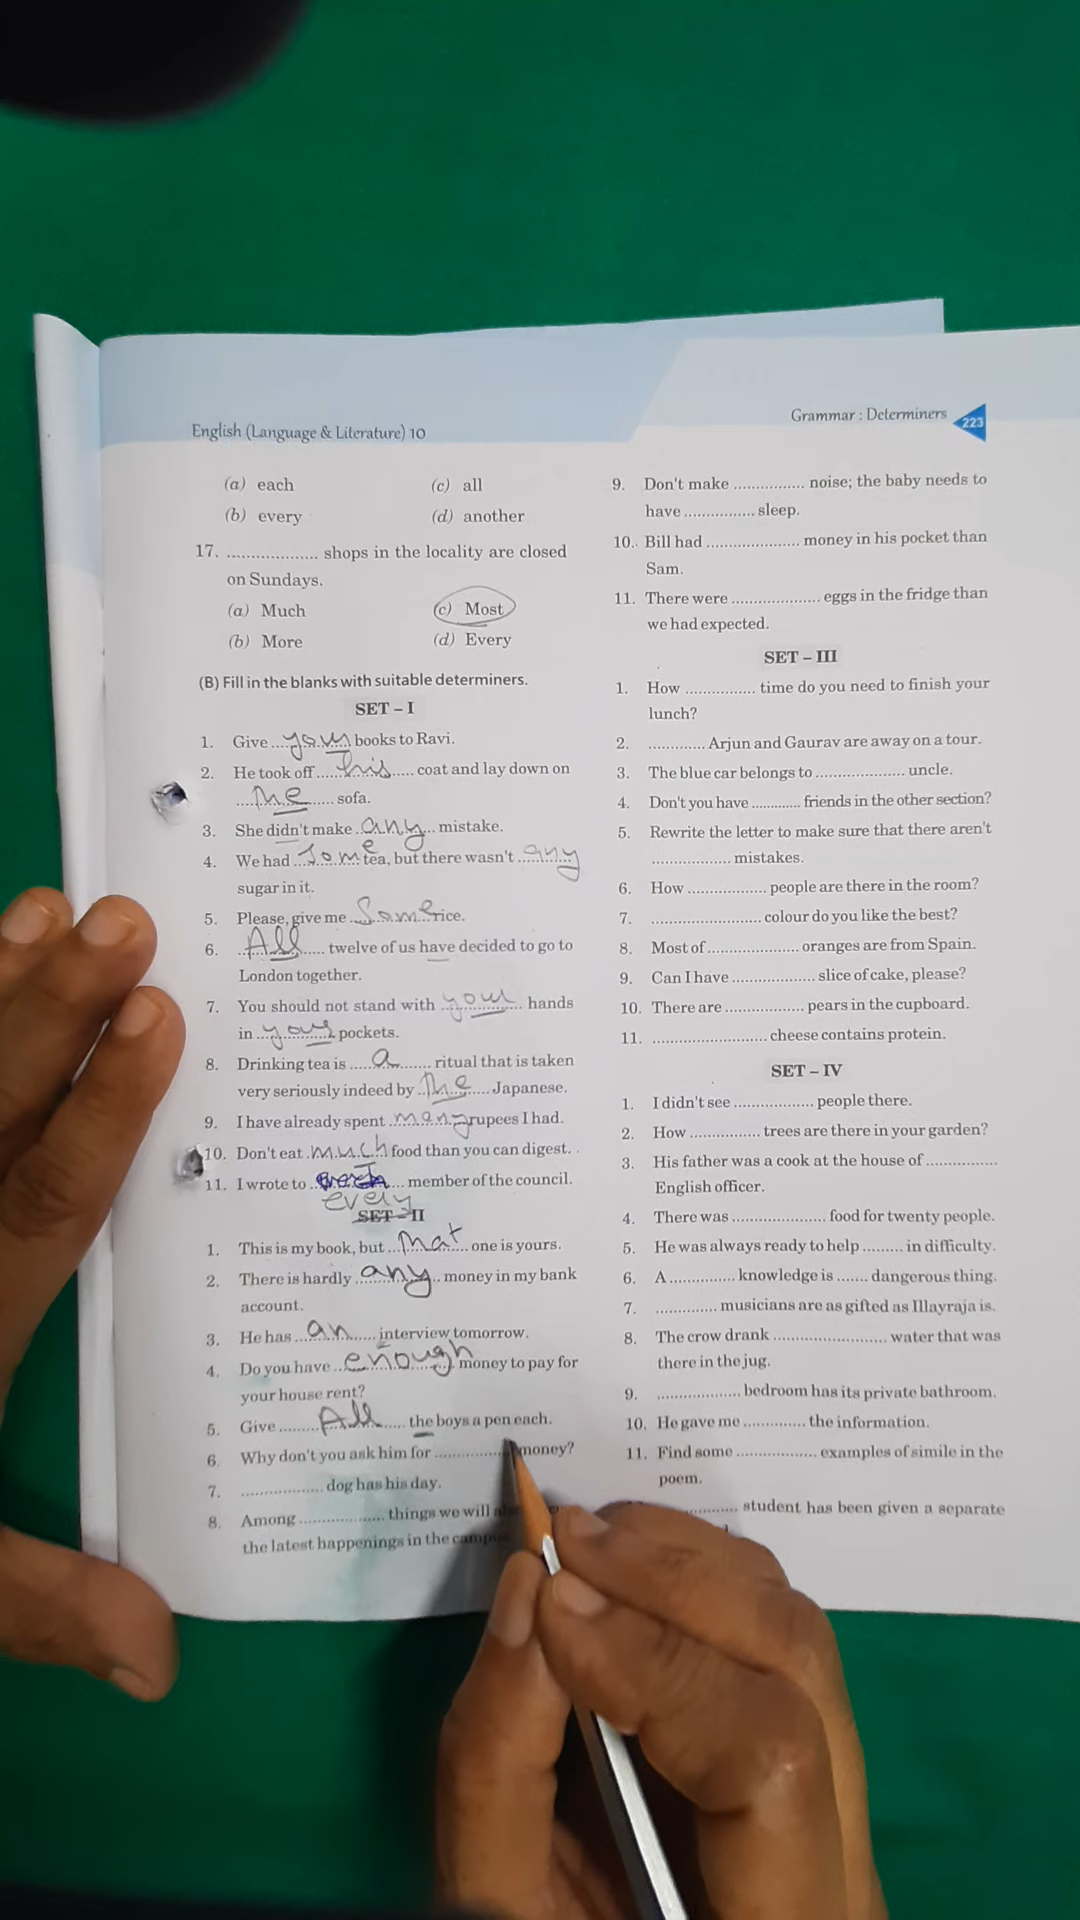 English (Language & Literature) 10
Grammar : Determiners 223
(a) each (c) all
(b) every (d) another
17. .................. shops in the locality are closed
on Sundays.
(a) Much (c) Most
(b) More (d) Every
(B) Fill in the blanks with suitable determiners.
SET – I
1. Give ....your.... books to Ravi.
2. He took off .....his..... coat and lay down on
....the..... sofa.
3. She didn't make ..any... mistake.
4. We had ..Some.. tea, but there wasn't ..any..
sugar in it.
5. Please, give me ..Some.. rice.
6. ..All..... twelve of us have decided to go to
London together.
7. You should not stand with ..your.. hands
in ..your.. pockets.
8. Drinking tea is .....a....... ritual that is taken
very seriously indeed by ..the..... Japanese.
9. I have already spent ..many.. rupees I had.
10. Don't eat .much. food than you can digest.
11. I wrote to ........ member of the council.
every
SET – II
1. This is my book, but ...that.... one is yours.
2. There is hardly ..any... money in my bank
account.
3. He has ...an..... interview tomorrow.
4. Do you have ..enough.. money to pay for
your house rent?
5. Give .......All...... the boys a pen each.
6. Why don't you ask him for ............... money?
7. .................. dog has his day.
8. Among .................. things we will
the latest happenings in the
9. Don't make ................ noise; the baby needs to
have ................ sleep.
10. Bill had ..................... money in his pocket than
Sam.
11. There were .................... eggs in the fridge than
we had expected.
SET – III
1. How ................ time do you need to finish your
lunch?
2. ............. Arjun and Gaurav are away on a tour.
3. The blue car belongs to .................... uncle.
4. Don't you have ............ friends in the other section?
5. Rewrite the letter to make sure that there aren't
.................. mistakes.
6. How .................. people are there in the room?
7. ......................... colour do you like the best?
8. Most of ..................... oranges are from Spain.
9. Can I have ................... slice of cake, please?
10. There are .................. pears in the cupboard.
11. .......................... cheese contains protein.
SET – IV
1. I didn't see .................. people there.
2. How ................ trees are there in your garden?
3. His father was a cook at the house of ................
English officer.
4. There was ..................... food for twenty people.
5. He was always ready to help ......... in difficulty.
6. A ............... knowledge is ....... dangerous thing.
7. .............. musicians are as gifted as Illayraja is.
8. The crow drank ......................... water that was
there in the jug.
9. ................... bedroom has its private bathroom.
10. He gave me .............. the information.
11. Find some .................. examples of simile in the
poem.
............ student has been given a separate